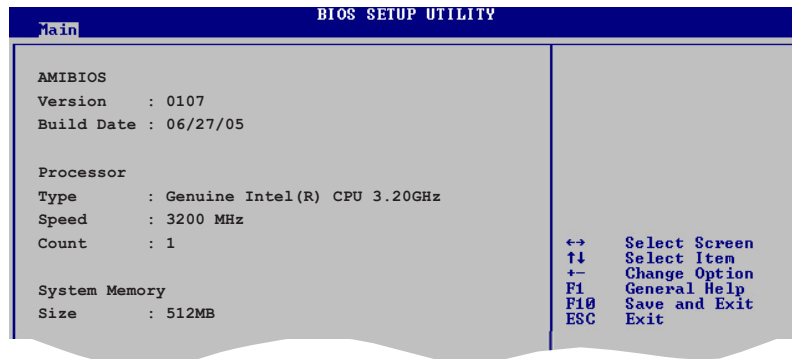 BIOS SETUP UTILITY
Main
AMIBIOS
Version : 0107
Build Date : 06/27/05
Processor
Type : Genuine Intel(R) CPU 3.20GHz
Speed : 3200 MHz
Count : 1
System Memory
Size : 512MB
←→ Select Screen
↑↓ Select Item
+- Change Option
F1 General Help
F10 Save and Exit
ESC Exit